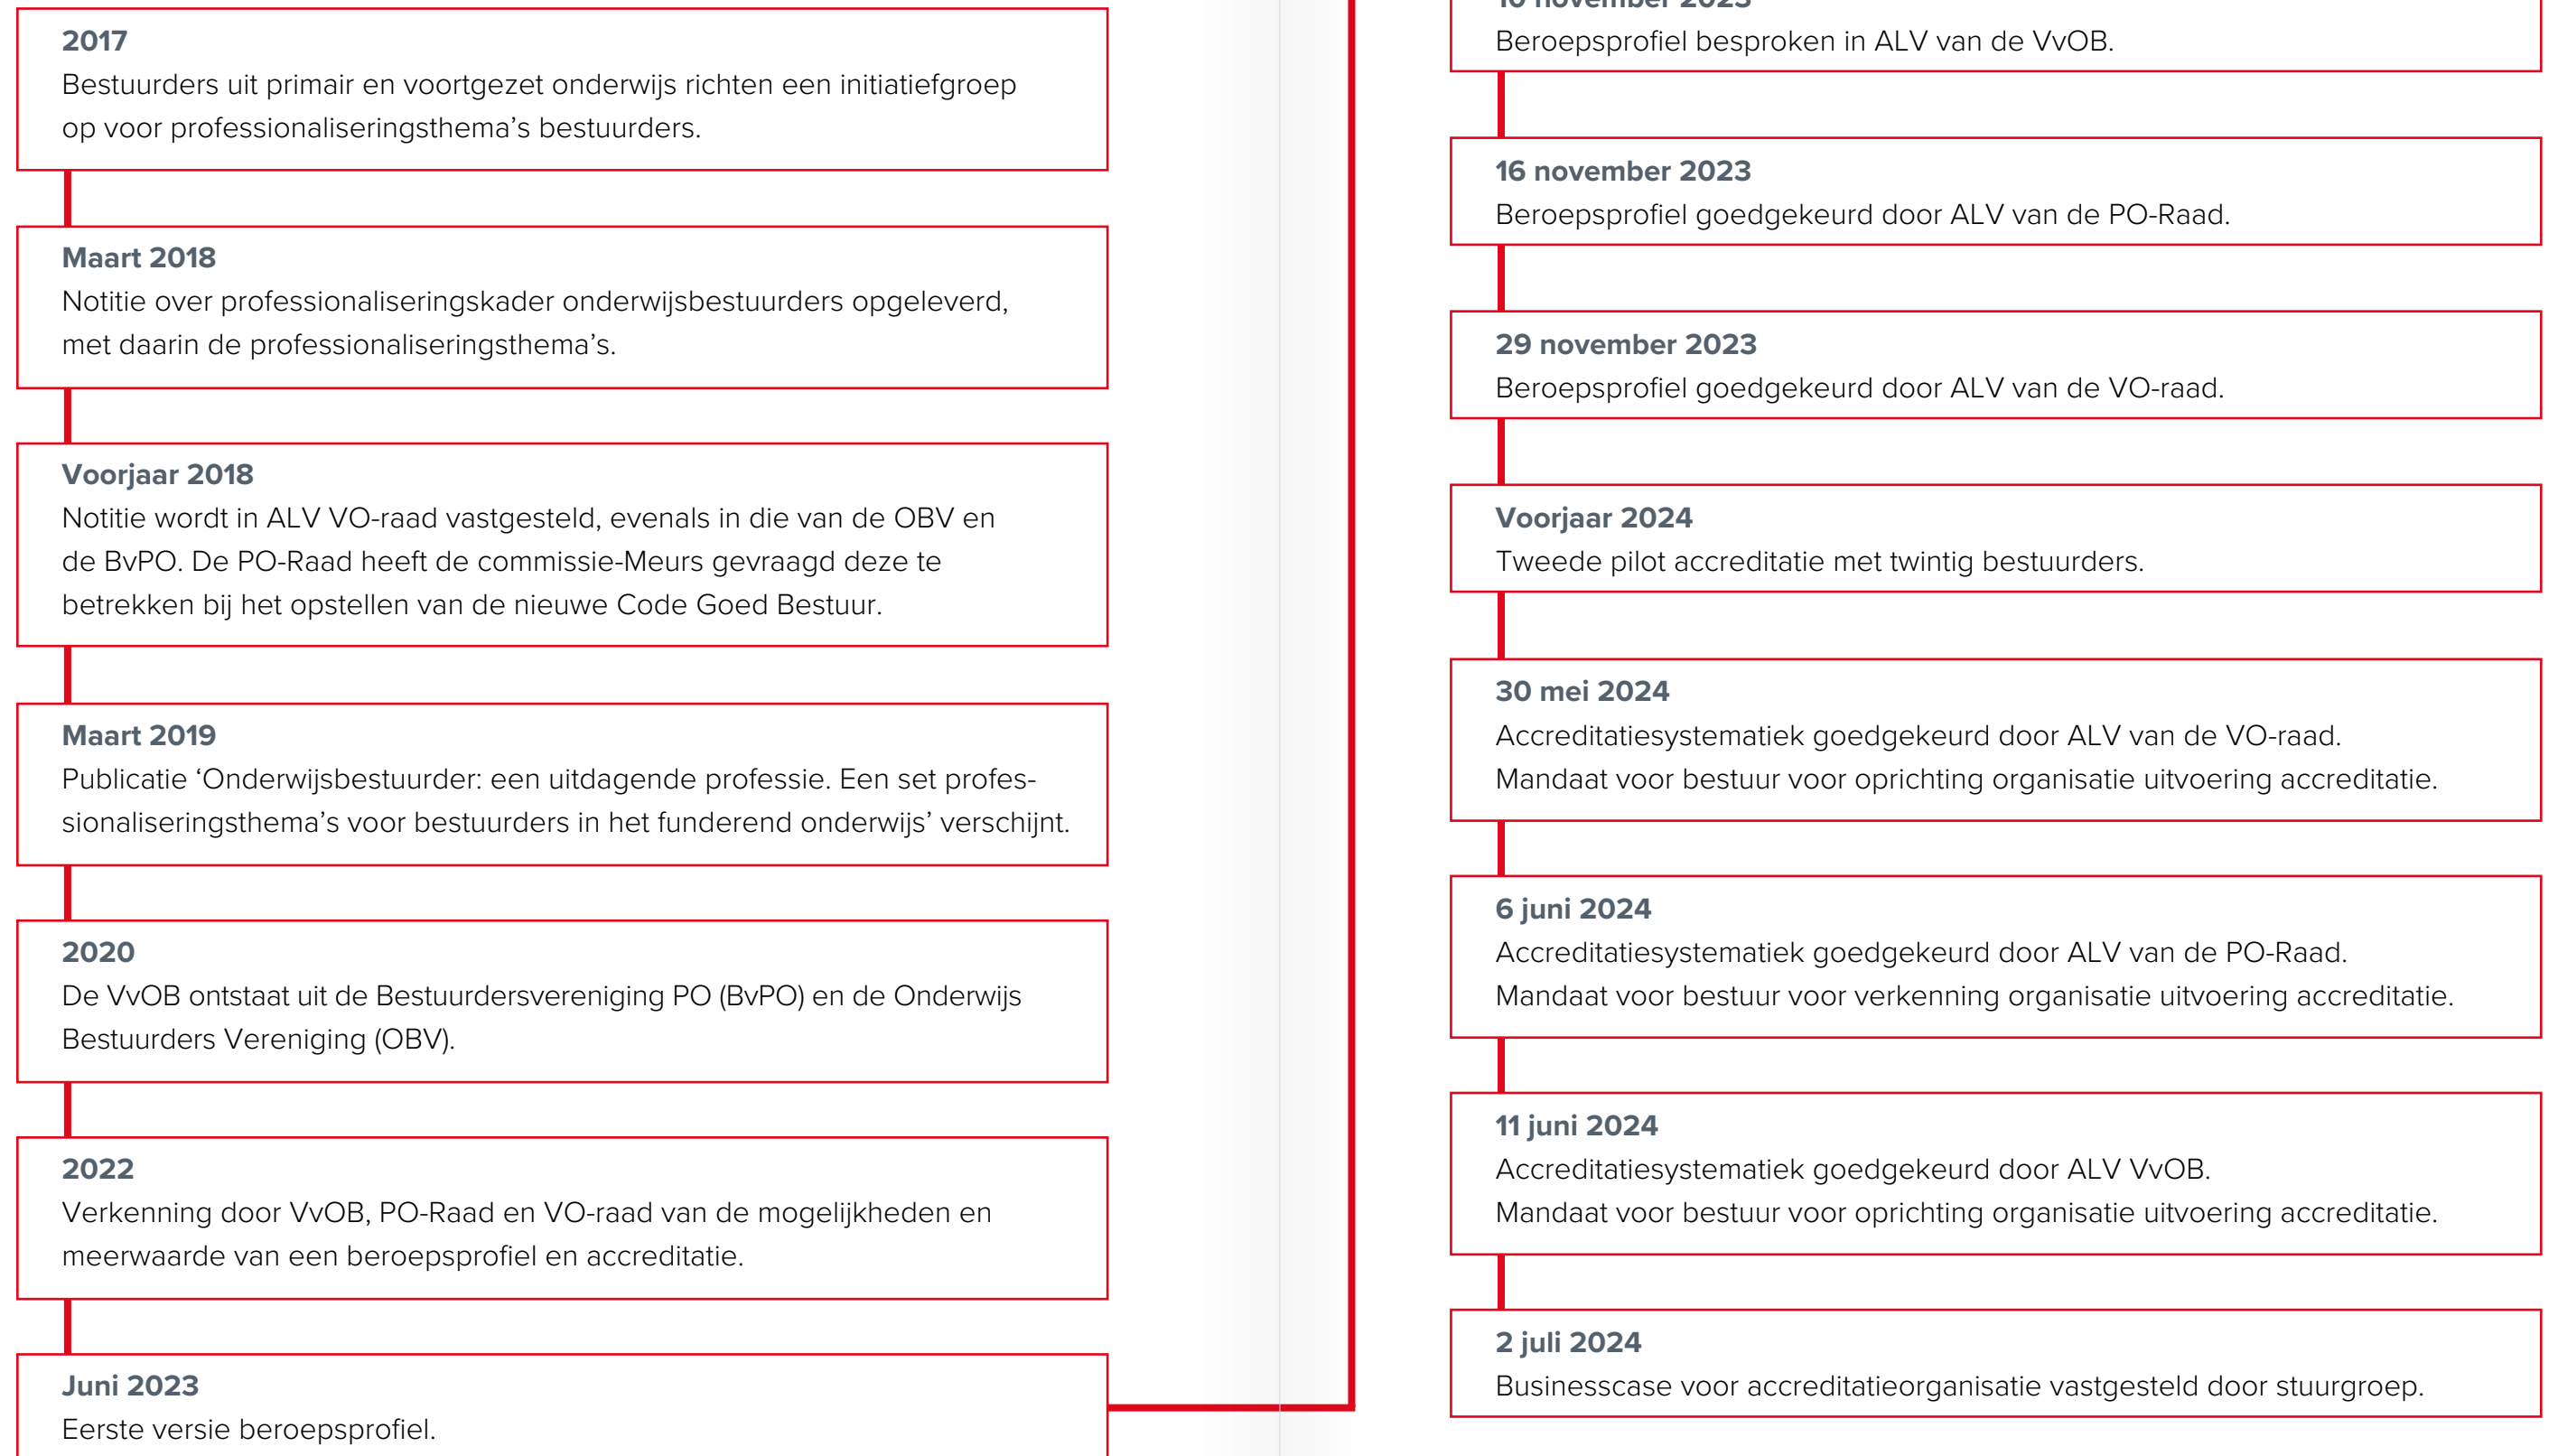 2017
Bestuurders uit primair en voortgezet onderwijs richten een initiatiefgroep
op voor professionaliseringsthema’s bestuurders.
Maart 2018
Notitie over professionaliseringskader onderwijsbestuurders opgeleverd,
met daarin de professionaliseringsthema’s.
Voorjaar 2018
Notitie wordt in ALV VO-raad vastgesteld, evenals in die van de OBV en
de BvPO. De PO-Raad heeft de commissie-Meurs gevraagd deze te
betrekken bij het opstellen van de nieuwe Code Goed Bestuur.
Maart 2019
Publicatie ‘Onderwijsbestuurder: een uitdagende professie. Een set profes-
sionaliseringsthema’s voor bestuurders in het funderend onderwijs’ verschijnt.
2020
De VvOB ontstaat uit de Bestuurdersvereniging PO (BvPO) en de Onderwijs
Bestuurders Vereniging (OBV).
2022
Verkenning door VvOB, PO-Raad en VO-raad van de mogelijkheden en
meerwaarde van een beroepsprofiel en accreditatie.
Juni 2023
Eerste versie beroepsprofiel.
10 november 2023
Beroepsprofiel besproken in ALV van de VvOB.
16 november 2023
Beroepsprofiel goedgekeurd door ALV van de PO-Raad.
29 november 2023
Beroepsprofiel goedgekeurd door ALV van de VO-raad.
Voorjaar 2024
Tweede pilot accreditatie met twintig bestuurders.
30 mei 2024
Accreditatiesystematiek goedgekeurd door ALV van de VO-raad.
Mandaat voor bestuur voor oprichting organisatie uitvoering accreditatie.
6 juni 2024
Accreditatiesystematiek goedgekeurd door ALV van de PO-Raad.
Mandaat voor bestuur voor verkenning organisatie uitvoering accreditatie.
11 juni 2024
Accreditatiesystematiek goedgekeurd door ALV VvOB.
Mandaat voor bestuur voor oprichting organisatie uitvoering accreditatie.
2 juli 2024
Businesscase voor accreditatieorganisatie vastgesteld door stuurgroep.